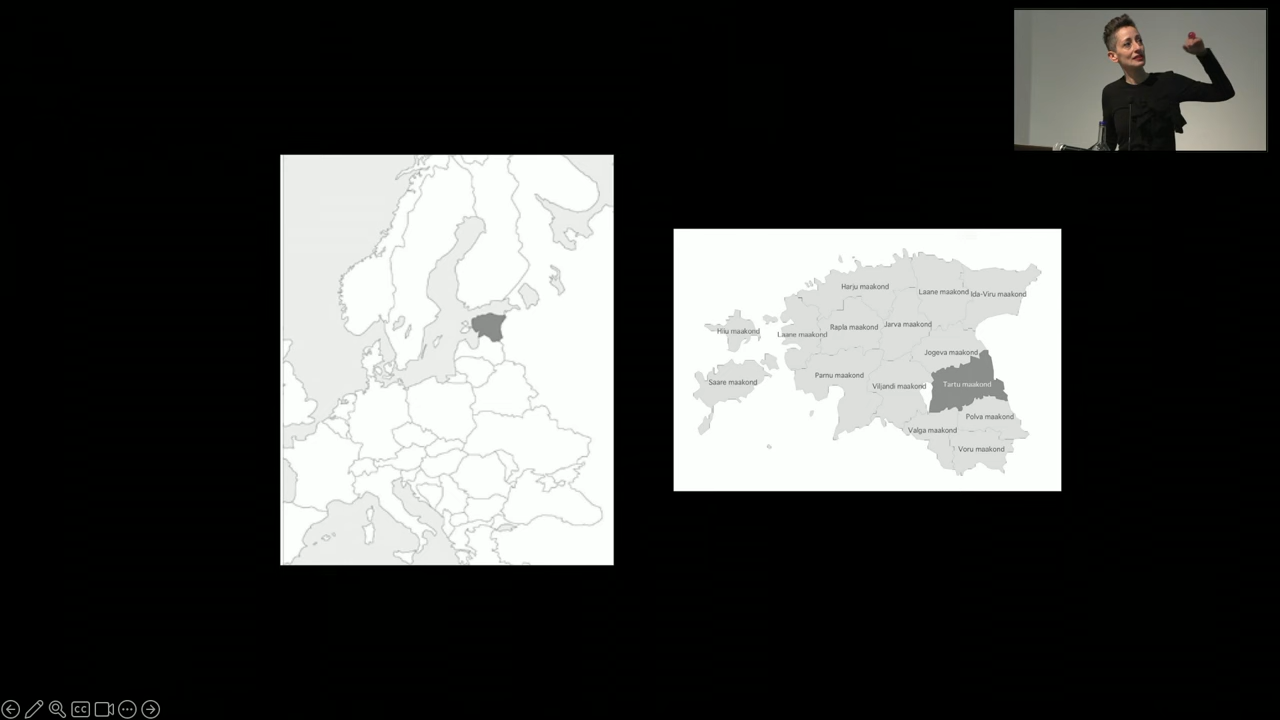 Harju maakond
Laane maakond
Ida-Viru maakond
Hiiu maakond
Laane maakond
Rapla maakond
Jarva maakond
Jogeva maakond
Saare maakond
Parnu maakond
Viljandi maakond
Tartu maakond
Polva maakond
Valga maakond
Voru maakond
CC